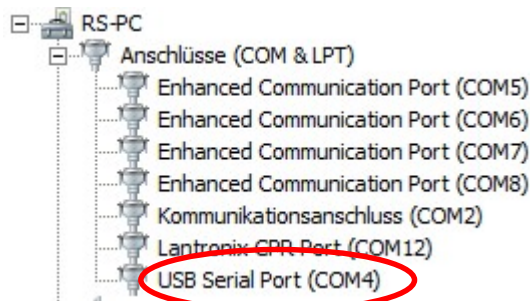 RS-PC
Anschlüsse (COM & LPT)
Enhanced Communication Port (COM5)
Enhanced Communication Port (COM6)
Enhanced Communication Port (COM7)
Enhanced Communication Port (COM8)
Kommunikationsanschluss (COM2)
Lantronix CPR Port (COM12)
USB Serial Port (COM4)